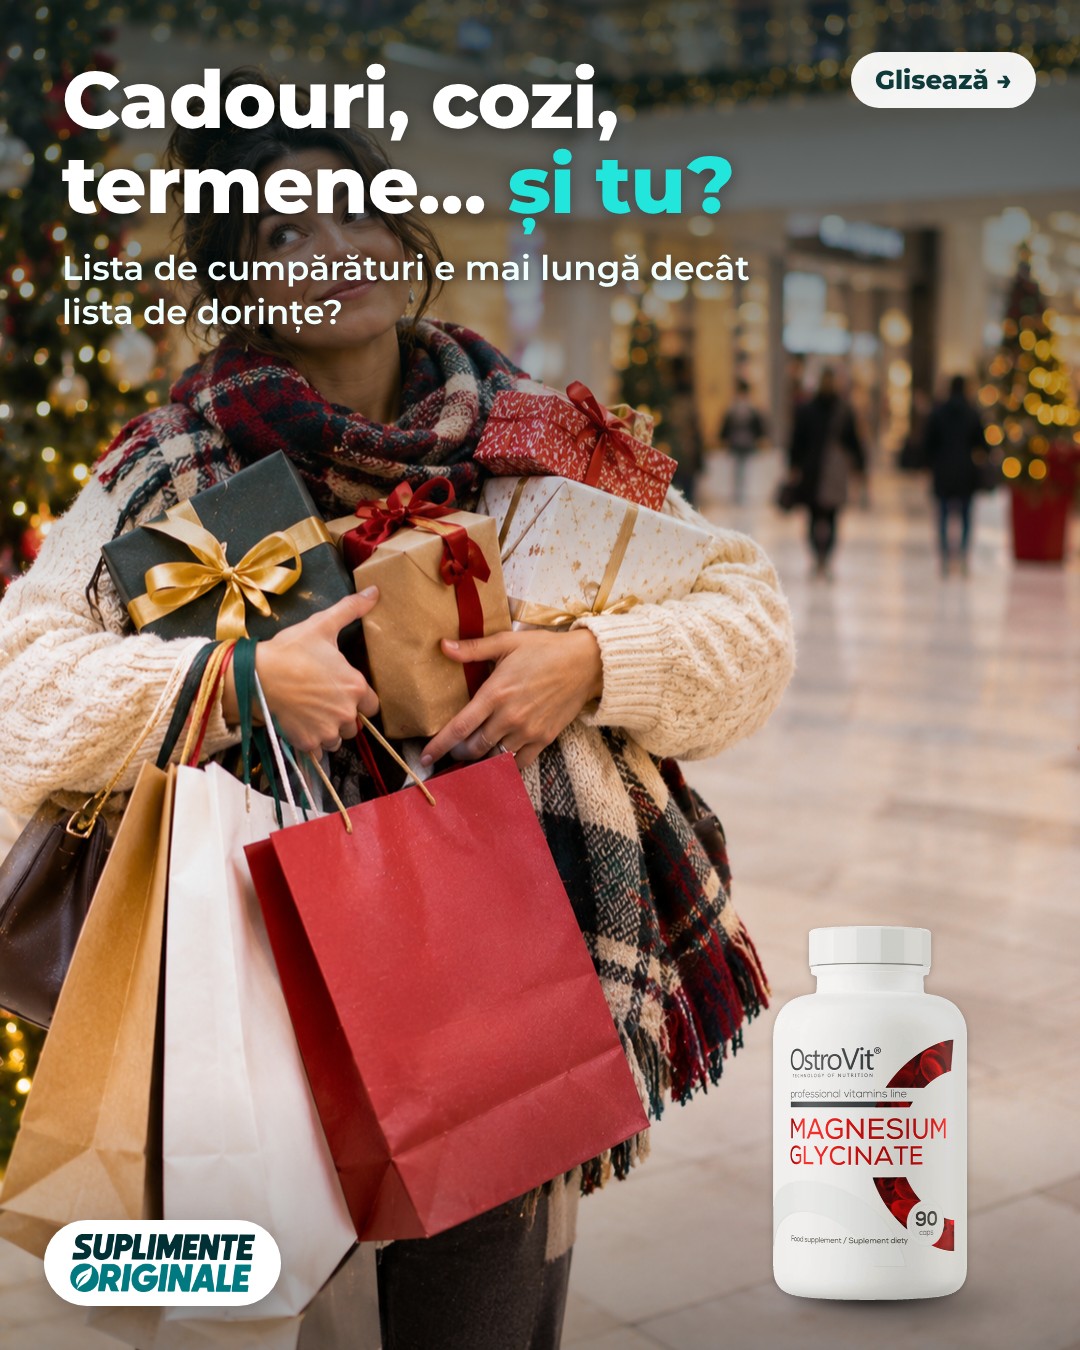 Cadouri, cozi,
termene... și tu?
Glisează →
Lista de cumpărături e mai lungă decât
lista de dorințe?
OstroVit®
TECHNOLOGY OF NUTRITION
professional vitamins line
MAGNESIUM
GLYCINATE
90
caps
Food supplement / Suplement diety
SUPLIMENTE
ORIGINALE